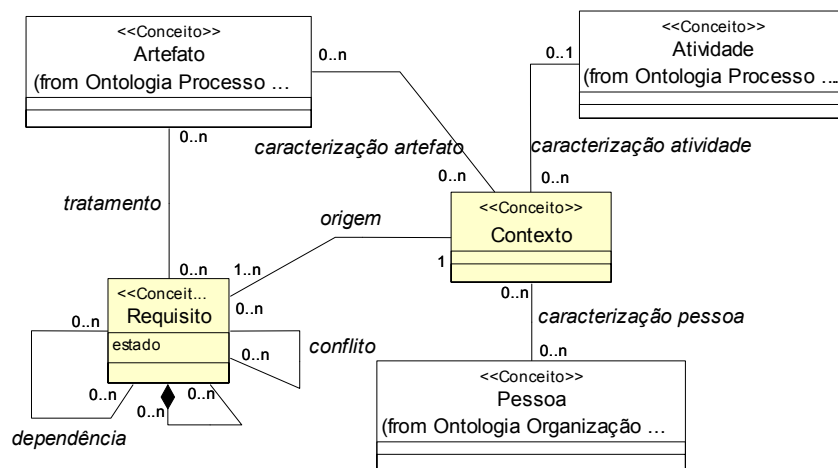 <<Conceito>>
Artefato
(from Ontologia Processo ...
<<Conceito>>
Atividade
(from Ontologia Processo ...
0..n
0..1
0..n
caracterização artefato
caracterização atividade
0..n
0..n
tratamento
origem
<<Conceito>>
Contexto
0..n
1..n
1
<<Conceit...
Requisito
estado
0..n
0..n
0..n
0..n
conflito
caracterização pessoa
0..n
0..n
0..n
0..n
dependência
<<Conceito>>
Pessoa
(from Ontologia Organização ...